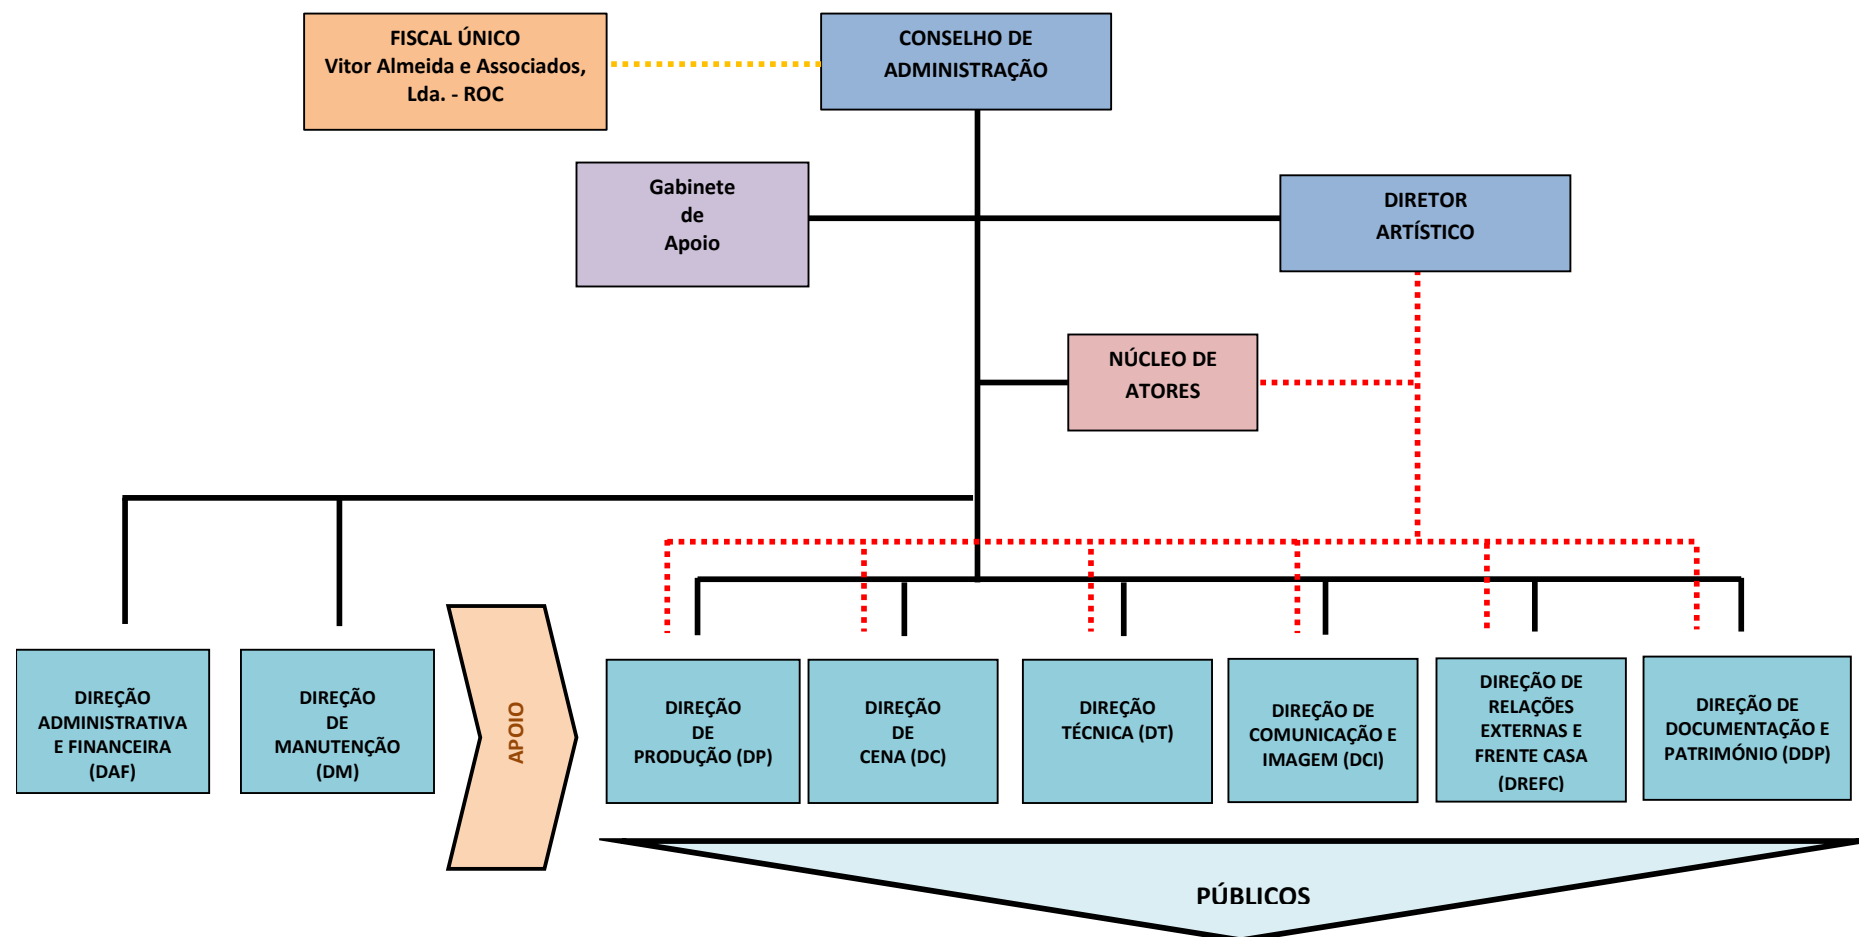 FISCAL ÚNICO
Vitor Almeida e Associados,
Lda. - ROC
CONSELHO DE
ADMINISTRAÇÃO
Gabinete
de
Apoio
DIRETOR
ARTÍSTICO
NÚCLEO DE
ATORES
DIREÇÃO
ADMINISTRATIVA
E FINANCEIRA
(DAF)
DIREÇÃO
DE
MANUTENÇÃO
(DM)
APOIO
DIREÇÃO
DE
PRODUÇÃO (DP)
DIREÇÃO
DE
CENA (DC)
DIREÇÃO
TÉCNICA (DT)
DIREÇÃO DE
COMUNICAÇÃO E
IMAGEM (DCI)
DIREÇÃO DE
RELAÇÕES
EXTERNAS E
FRENTE CASA
(DREFC)
DIREÇÃO DE
DOCUMENTAÇÃO E
PATRIMÓNIO (DDP)
PÚBLICOS